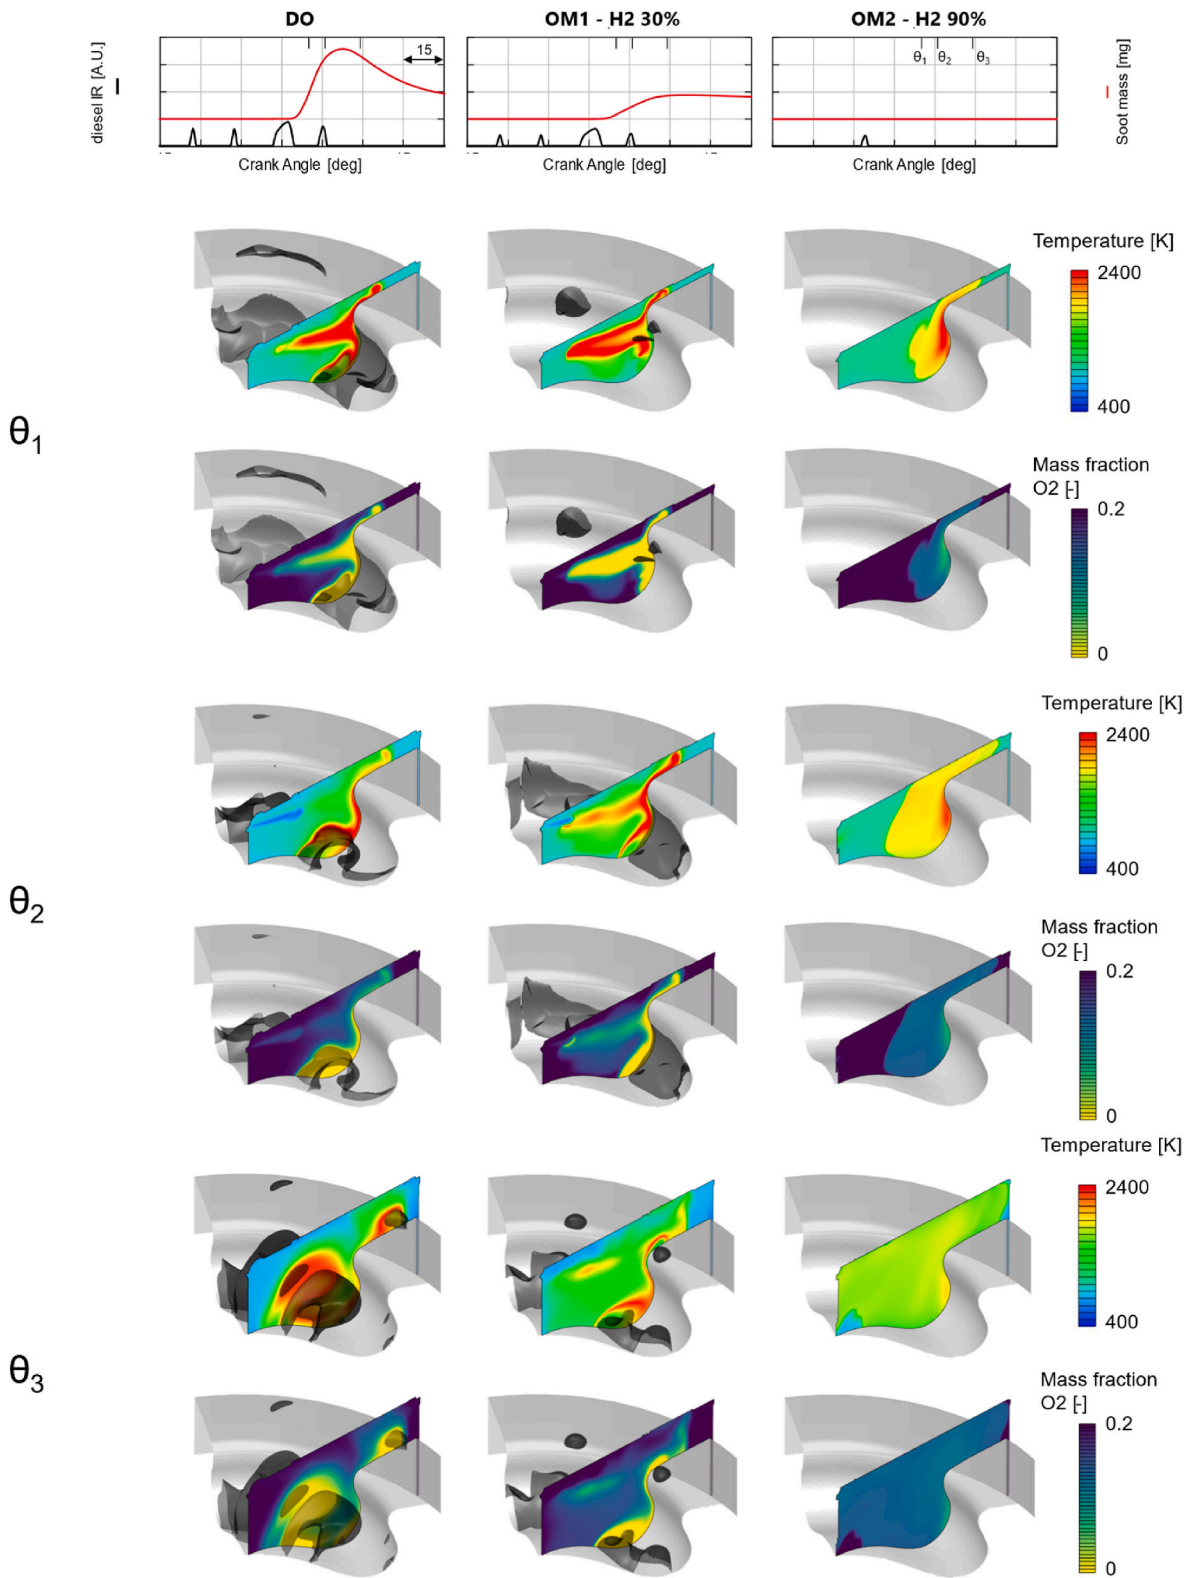 DO
OM1 - H2 30%
OM2 - H2 90%
diesel IR [A.U.]
15
θ1 θ2 θ3
Soot mass [mg]
Crank Angle [deg]
Crank Angle [deg]
Crank Angle [deg]
θ1
Temperature [K]
2400
400
Mass fraction
O2 [-]
0.2
0
θ2
Temperature [K]
2400
400
Mass fraction
O2 [-]
0.2
0
θ3
Temperature [K]
2400
400
Mass fraction
O2 [-]
0.2
0